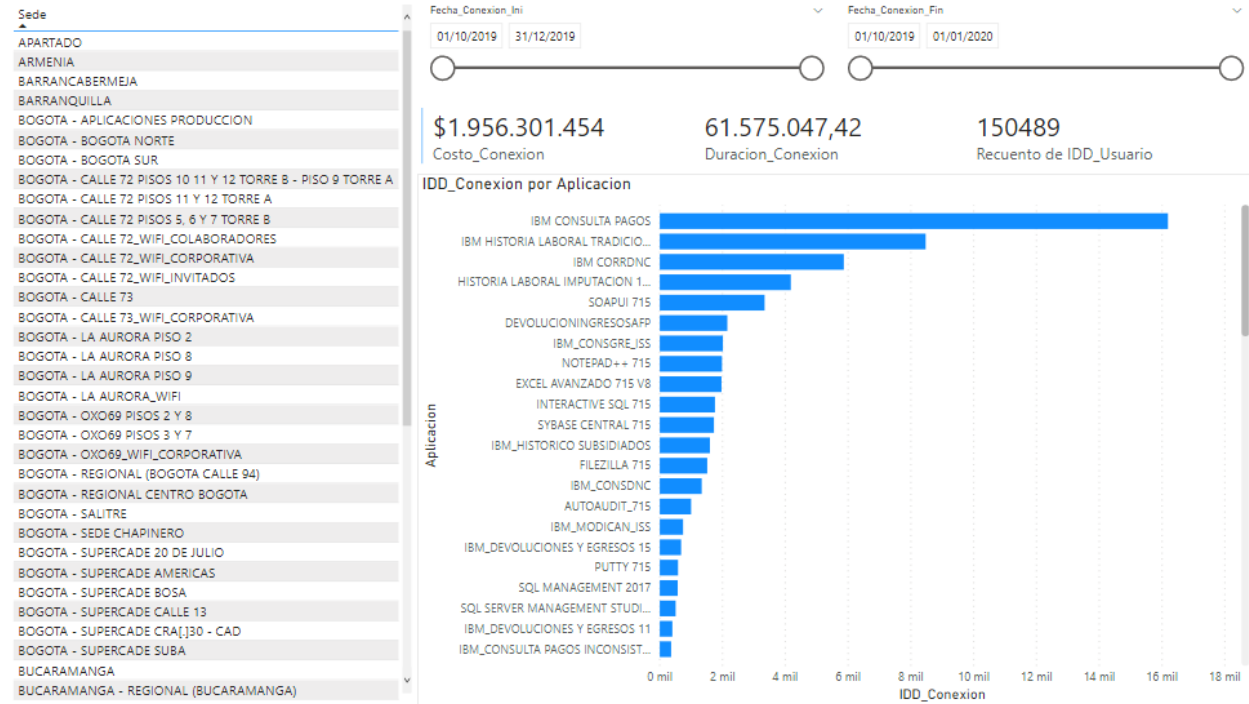 Sede
APARTADO
ARMENIA
BARRANCABERMEJA
BARRANQUILLA
BOGOTA - APLICACIONES PRODUCCION
BOGOTA - BOGOTA NORTE
BOGOTA - BOGOTA SUR
BOGOTA - CALLE 72 PISOS 10 11 Y 12 TORRE B - PISO 9 TORRE A
BOGOTA - CALLE 72 PISOS 11 Y 12 TORRE A
BOGOTA - CALLE 72 PISOS 5, 6 Y 7 TORRE B
BOGOTA - CALLE 72_WIFI_COLABORADORES
BOGOTA - CALLE 72_WIFI_CORPORATIVA
BOGOTA - CALLE 72_WIFI_INVITADOS
BOGOTA - CALLE 73
BOGOTA - CALLE 73_WIFI_CORPORATIVA
BOGOTA - LA AURORA PISO 2
BOGOTA - LA AURORA PISO 8
BOGOTA - LA AURORA PISO 9
BOGOTA - LA AURORA_WIFI
BOGOTA - OXO69 PISOS 2 Y 8
BOGOTA - OXO69 PISOS 3 Y 7
BOGOTA - OXO69_WIFI_CORPORATIVA
BOGOTA - REGIONAL (BOGOTA CALLE 94)
BOGOTA - REGIONAL CENTRO BOGOTA
BOGOTA - SALITRE
BOGOTA - SEDE CHAPINERO
BOGOTA - SUPERCADE 20 DE JULIO
BOGOTA - SUPERCADE AMERICAS
BOGOTA - SUPERCADE BOSA
BOGOTA - SUPERCADE CALLE 13
BOGOTA - SUPERCADE CRA[.]30 - CAD
BOGOTA - SUPERCADE SUBA
BUCARAMANGA
BUCARAMANGA - REGIONAL (BUCARAMANGA)
Fecha_Conexion_Ini
01/10/2019 31/12/2019
Fecha_Conexion_Fin
01/10/2019 01/01/2020
$1.956.301.454
Costo_Conexion
61.575.047,42
Duracion_Conexion
150489
Recuento de IDD_Usuario
IDD_Conexion por Aplicacion
Aplicacion
IBM CONSULTA PAGOS
IBM HISTORIA LABORAL TRADICIO...
IBM CORRDNC
HISTORIA LABORAL IMPUTACION 1...
SOAPUI 715
DEVOLUCIONINGRESOSAFP
IBM_CONSGRE_ISS
NOTEPAD++ 715
EXCEL AVANZADO 715 V8
INTERACTIVE SQL 715
SYBASE CENTRAL 715
IBM_HISTORICO SUBSIDIADOS
FILEZILLA 715
IBM_CONSDNC
AUTOAUDIT_715
IBM_MODICAN_ISS
IBM_DEVOLUCIONES Y EGRESOS 15
PUTTY 715
SQL MANAGEMENT 2017
SQL SERVER MANAGEMENT STUDI...
IBM_DEVOLUCIONES Y EGRESOS 11
IBM_CONSULTA PAGOS INCONSIST...
0 mil 2 mil 4 mil 6 mil 8 mil 10 mil 12 mil 14 mil 16 mil 18 mil
IDD_Conexion